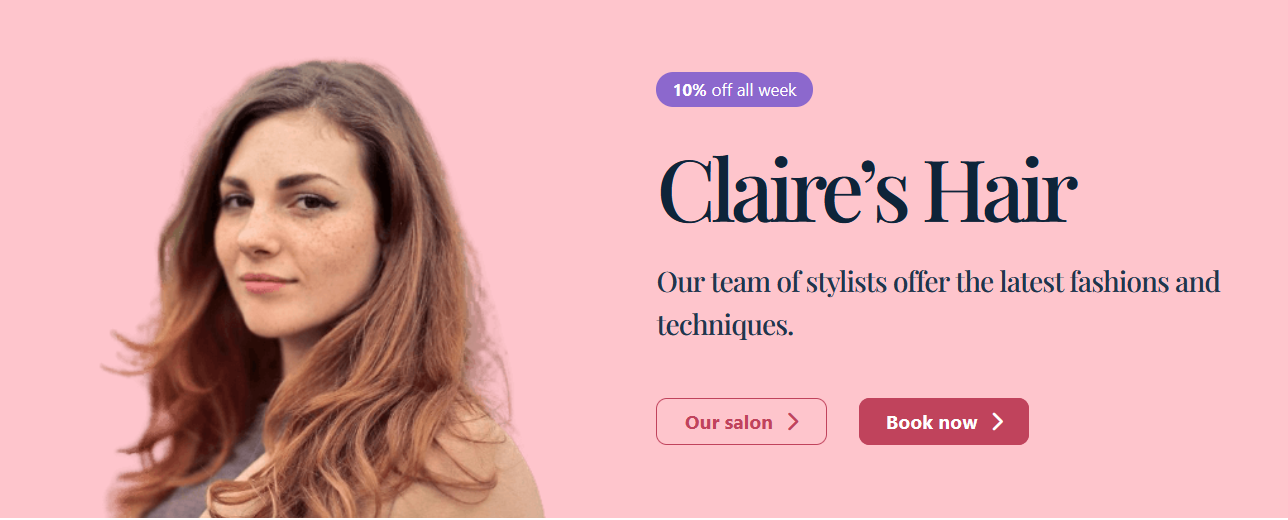 10% off all week
Claire’s Hair
Our team of stylists offer the latest fashions and
techniques.
Our salon
Book now